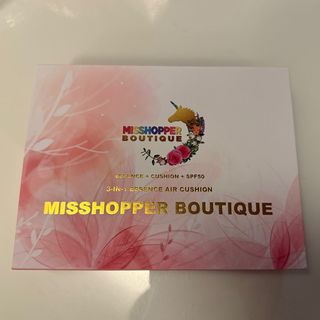 MISSHOPPER
BOUTIQUE
ESSENCE + CUSHION + SPF50
3-IN-1 ESSENCE AIR CUSHION
MISSHOPPER BOUTIQUE